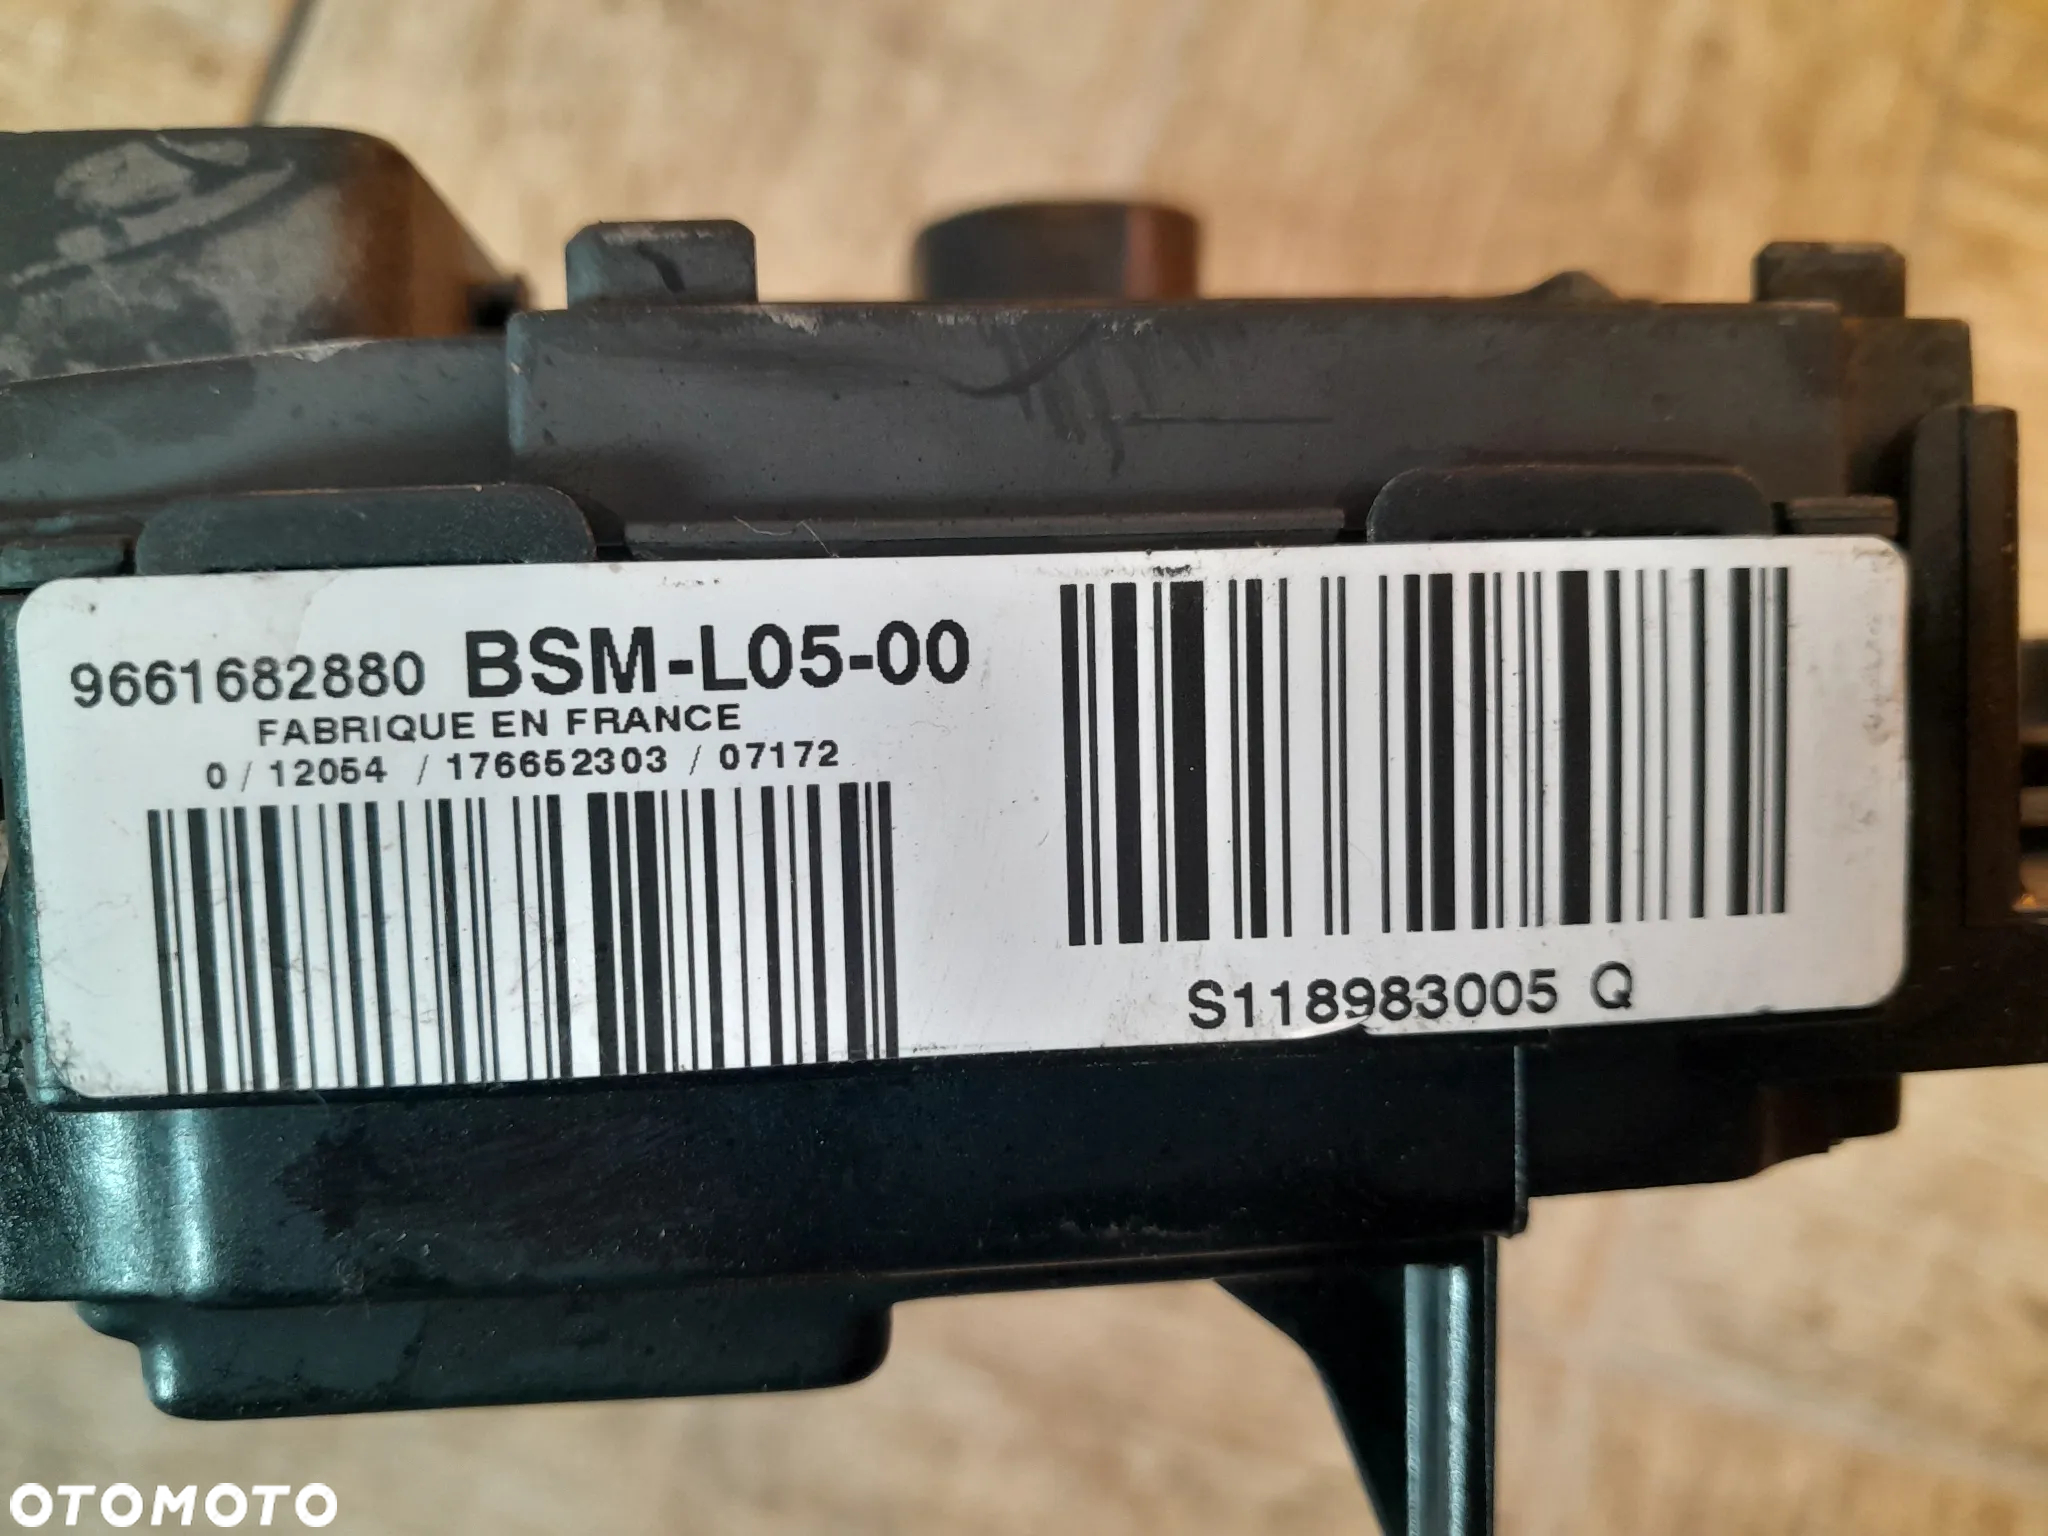 9661682880 BSM-L05-00
FABRIQUE EN FRANCE
0 / 12054 / 176652303 / 07172
S118983005 Q
OTOMOTO